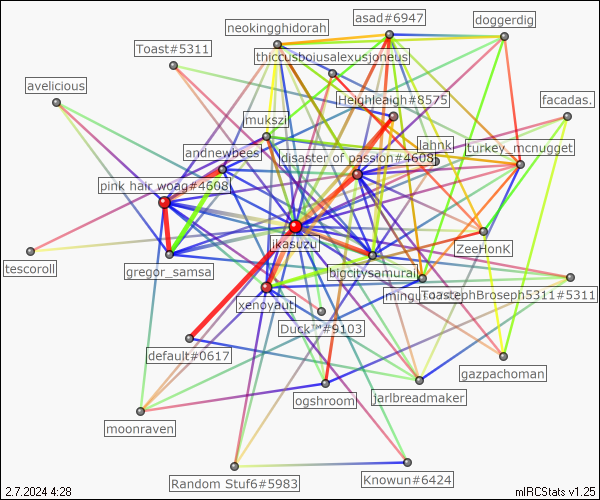 asad#6947
doggerdig
neokingghidorah
Toast#5311
thiccusboiusalexusjoneus
avelicious
Heighleaigh#8575
facadas.
mukszi
lahnk
turkey_mcnugget
andnewbees
disaster of passion#4608
pink hair woag#4608
ikasuzu
ZeeHonK
tescoroll
gregor_samsa
bigcitysamurai
ToastephBroseph5311#5311
xenoyaut
Duck™#9103
default#0617
gazpachoman
ogshroom
jarlbreadmaker
moonraven
Random Stuf6#5983
Knowun#6424
2.7.2024 4:28
mIRCStats v1.25